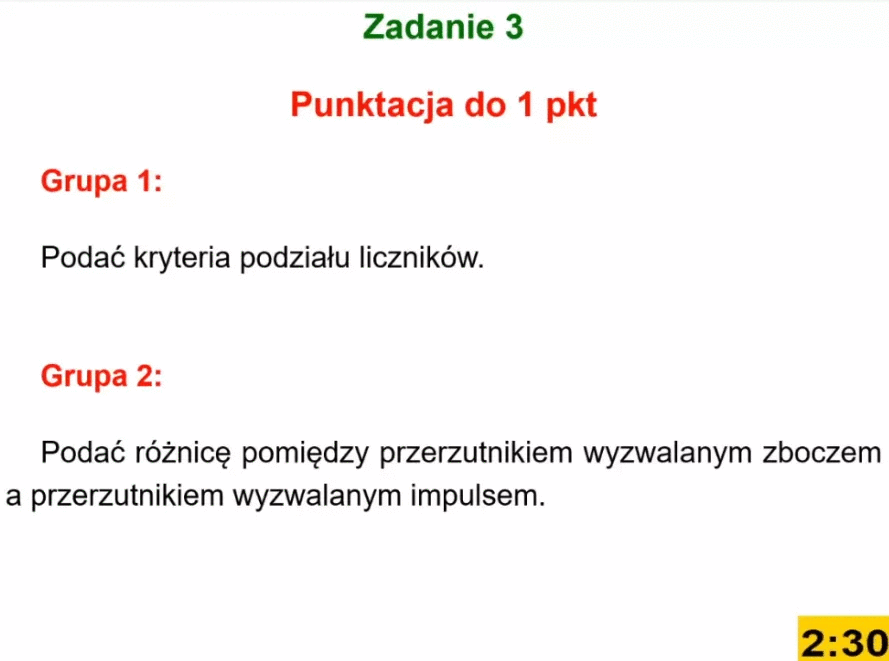 Zadanie 3
Punktacja do 1 pkt
Grupa 1:
Podać kryteria podziału liczników.
Grupa 2:
Podać różnicę pomiędzy przerzutnikiem wyzwalanym zboczem
a przerzutnikiem wyzwalanym impulsem.
2:30